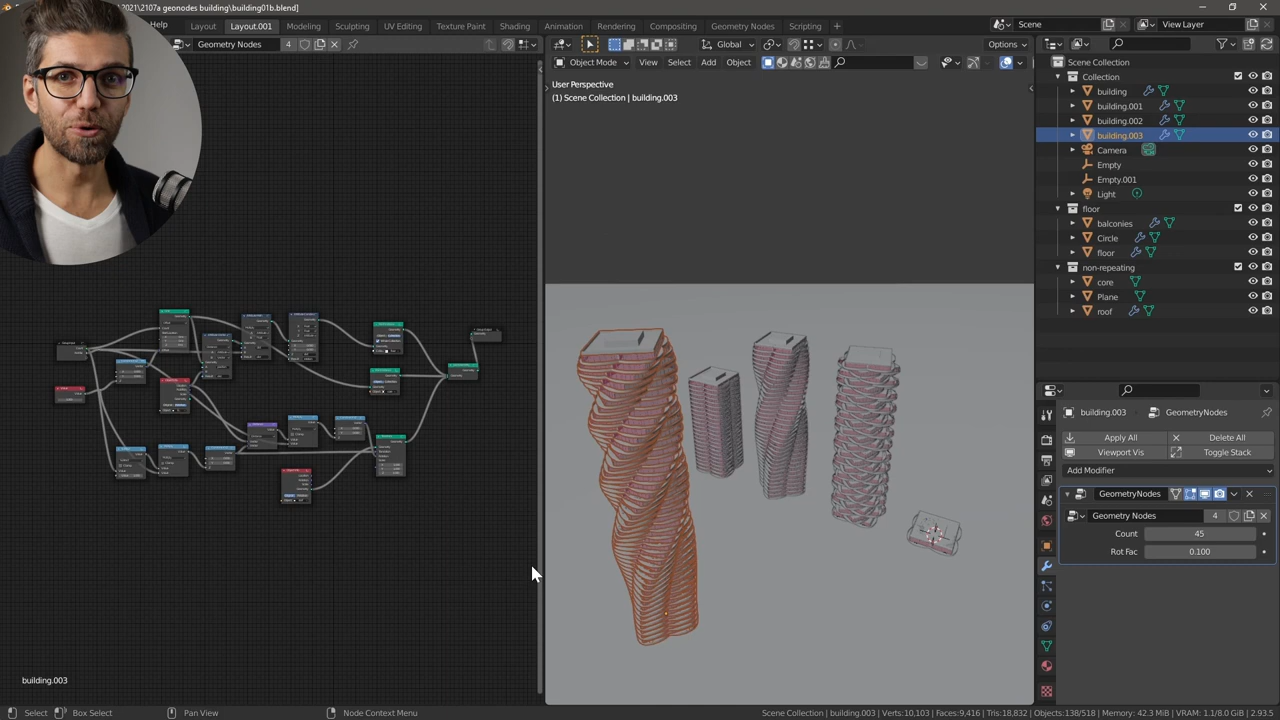 2021\2107a geonodes building\building01b.blend]
Help
Layout
Layout.001
Modeling
Sculpting
UV Editing
Texture Paint
Shading
Animation
Rendering
Compositing
Geometry Nodes
Scripting
+
Scene
View Layer
Geometry Nodes
4
Global
Options
Object Mode
View
Select
Add
Object
User Perspective
(1) Scene Collection | building.003
Scene Collection
Collection
building
building.001
building.002
building.003
Camera
Empty
Empty.001
Light
floor
balconies
Circle
floor
non-repeating
core
Plane
roof
building.003
GeometryNodes
Apply All
Delete All
Viewport Vis
Toggle Stack
Add Modifier
GeometryNodes
Geometry Nodes
4
Count
45
Rot Fac
0.100
building.003
Select
Box Select
Pan View
Node Context Menu
Scene Collection | building.003 | Verts:10,103 | Faces:9,416 | Tris:18,832 | Objects:138/518 | Memory: 42.3 MiB | VRAM: 1.1/8.0 GiB | 2.93.5